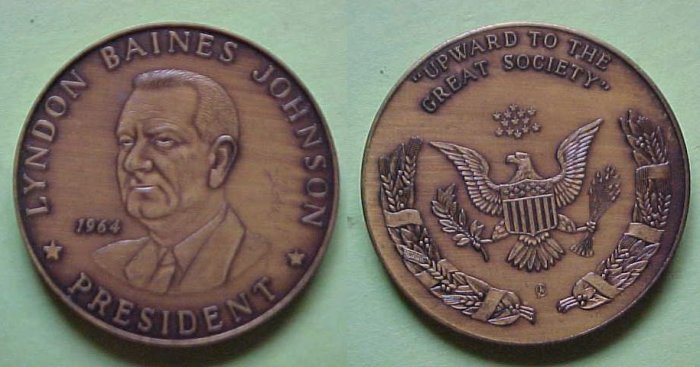 LYNDON BAINES JOHNSON
1964
PRESIDENT
"UPWARD TO THE
GREAT SOCIETY"